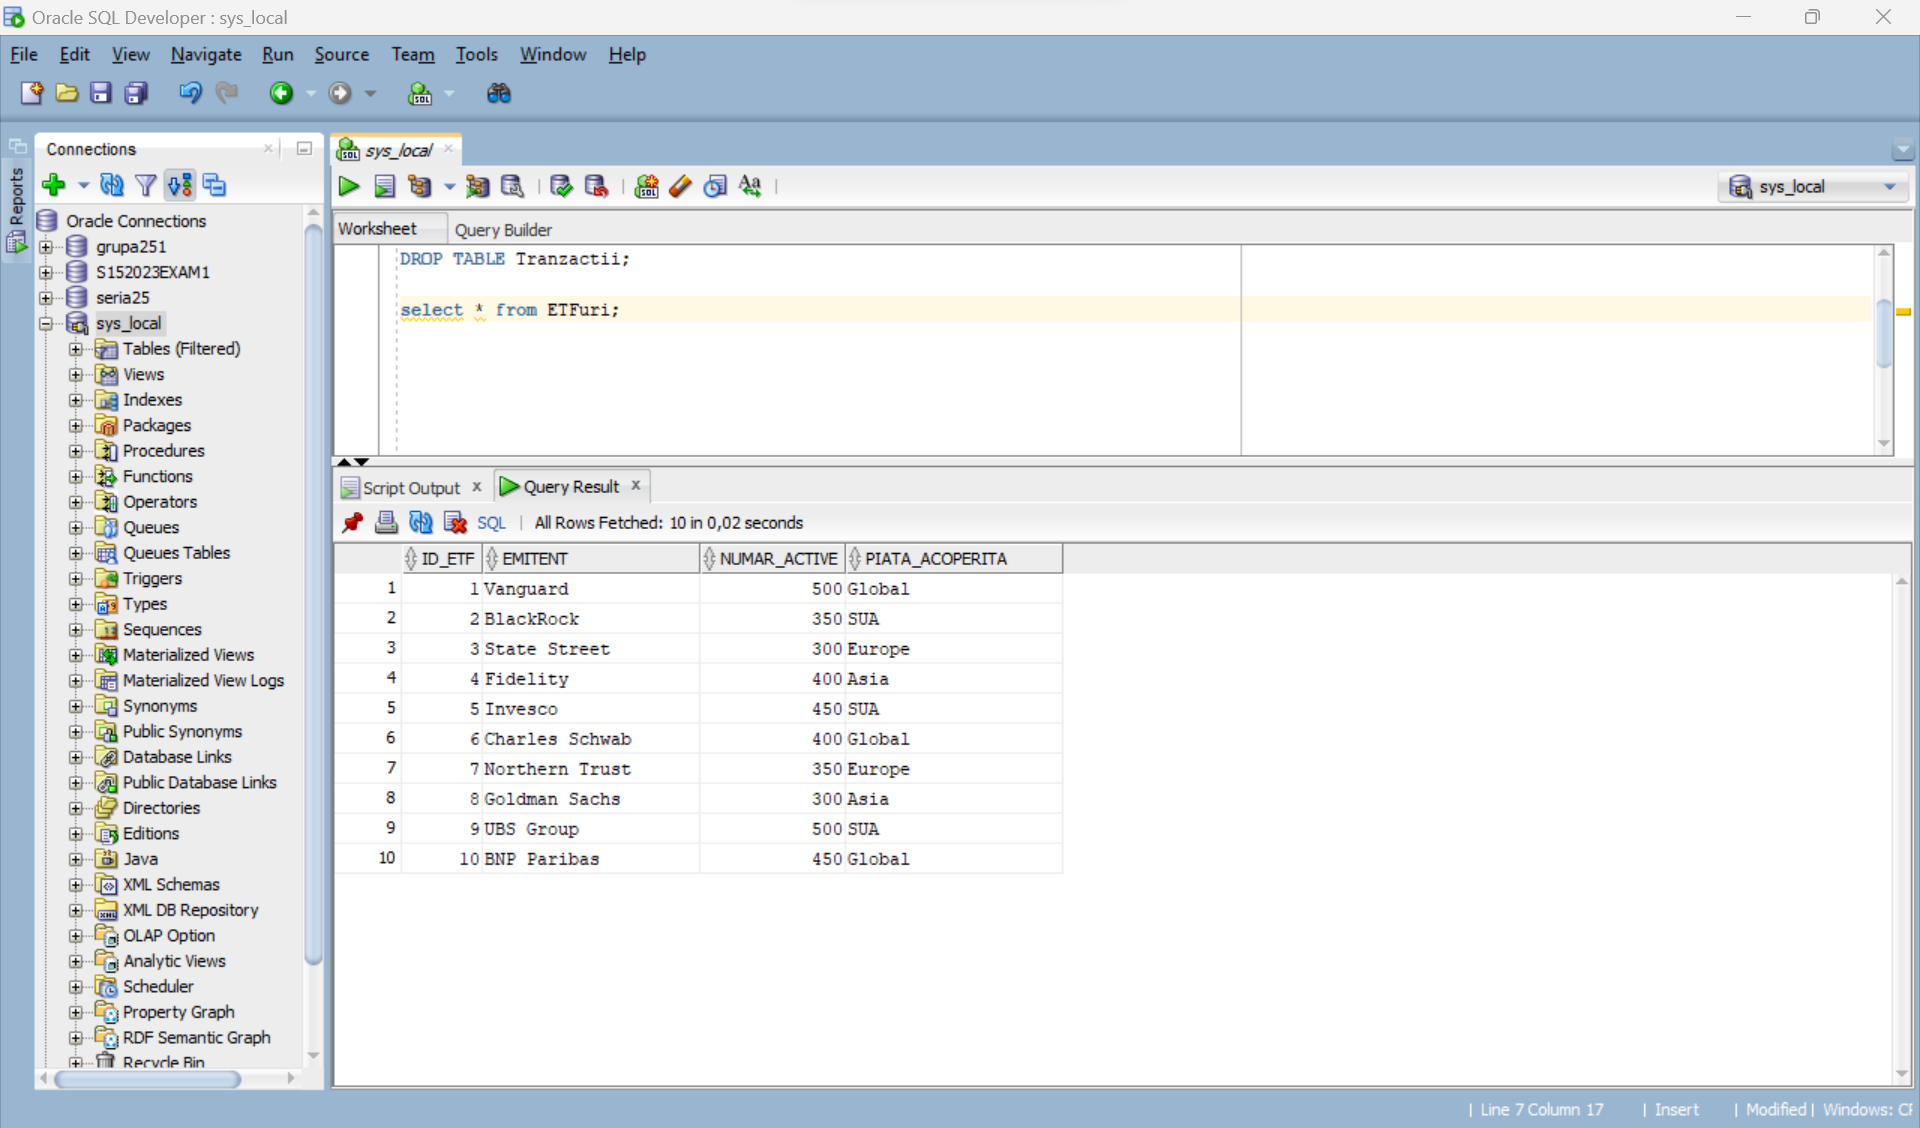 Oracle SQL Developer : sys_local
File Edit View Navigate Run Source Team Tools Window Help
Reports
Connections
Oracle Connections
grupa251
S152023EXAM1
seria25
sys_local
Tables (Filtered)
Views
Indexes
Packages
Procedures
Functions
Operators
Queues
Queues Tables
Triggers
Types
Sequences
Materialized Views
Materialized View Logs
Synonyms
Public Synonyms
Database Links
Public Database Links
Directories
Editions
Java
XML Schemas
XML DB Repository
OLAP Option
Analytic Views
Scheduler
Property Graph
RDF Semantic Graph
Recycle Bin
sys_local
sys_local
Worksheet Query Builder
DROP TABLE Tranzactii;
select * from ETFuri;
Script Output Query Result
SQL | All Rows Fetched: 10 in 0,02 seconds
ID_ETF EMITENT NUMAR_ACTIVE PIATA_ACOPERITA
1 1 Vanguard 500 Global
2 2 BlackRock 350 SUA
3 3 State Street 300 Europe
4 4 Fidelity 400 Asia
5 5 Invesco 450 SUA
6 6 Charles Schwab 400 Global
7 7 Northern Trust 350 Europe
8 8 Goldman Sachs 300 Asia
9 9 UBS Group 500 SUA
10 10 BNP Paribas 450 Global
| Line 7 Column 17 | Insert | Modified | Windows: